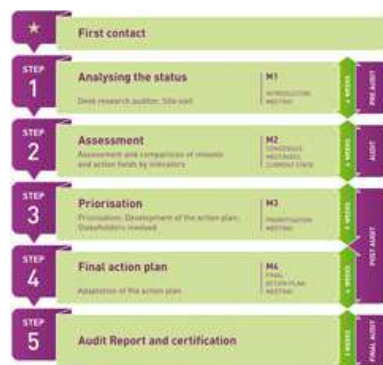 First contact
STEP
1
Analysing the status
Desk research auditor, Site visit
M1
INTRODUCTION
MEETING
4 WEEKS
PRE AUDIT
STEP
2
Assessment
Assessment and comparison of mission
and action fields by indicators
M2
CONSENSUS
MEETING(S)
CURRENT STATE
4 WEEKS
AUDIT
STEP
3
Priorisation
Priorisation; Development of the action plan;
Stakeholders involved
M3
PRIORITISATION
MEETING
WEEKS
POST AUDIT
STEP
4
Final action plan
Adaptation of the action plan
M4
FINAL
ACTION PLAN
MEETING
WEEKS
STEP
5
Audit Report and certification
WEEKS
FINAL AUDIT